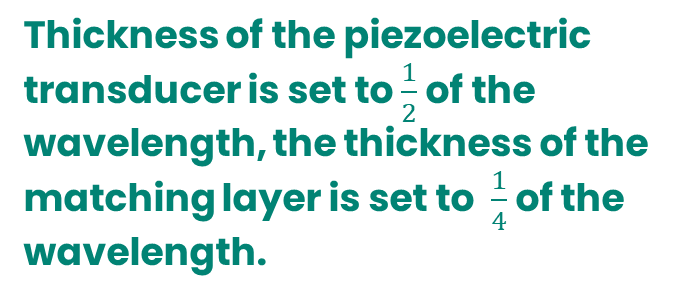 Thickness of the piezoelectric
transducer is set to 1/2 of the
wavelength, the thickness of the
matching layer is set to 1/4 of the
wavelength.